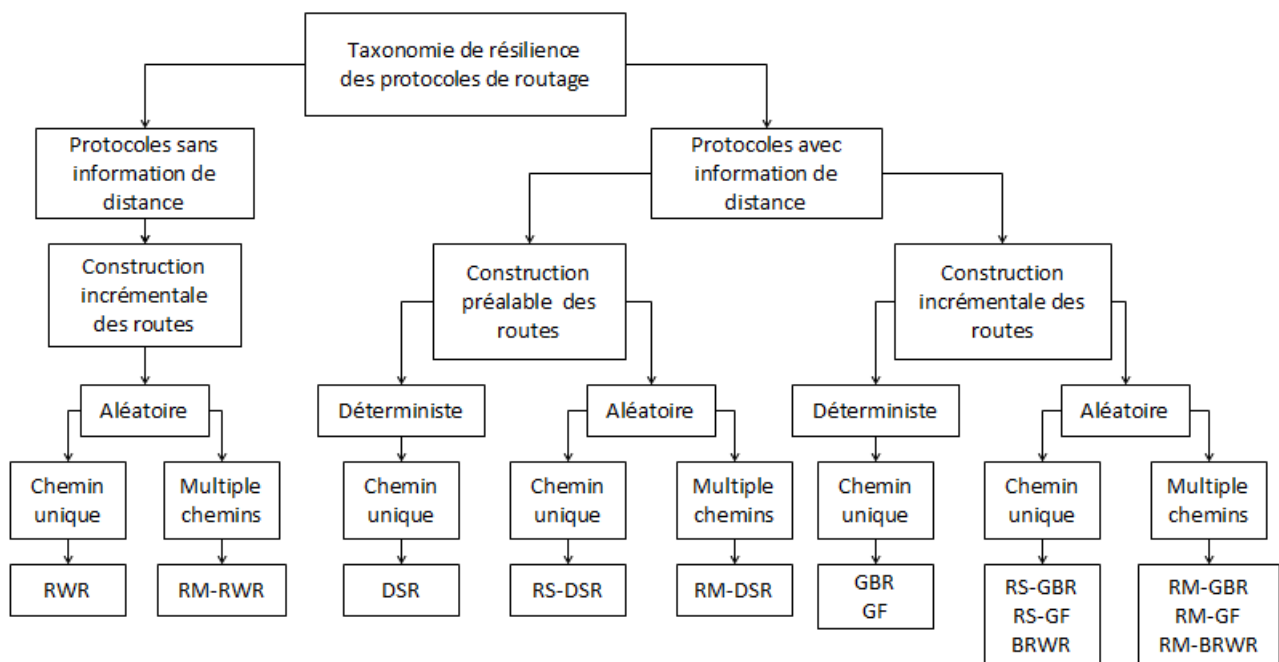 Taxonomie de résilience
des protocoles de routage
Protocoles sans
information de
distance
Protocoles avec
information de
distance
Construction
incrémentale
des routes
Construction
préalable des
routes
Construction
incrémentale des
routes
Aléatoire
Déterministe
Aléatoire
Déterministe
Aléatoire
Chemin
unique
Multiple
chemins
Chemin
unique
Chemin
unique
Multiple
chemins
Chemin
unique
Chemin
unique
Multiple
chemins
RWR
RM-RWR
DSR
RS-DSR
RM-DSR
GBR
GF
RS-GBR
RS-GF
BRWR
RM-GBR
RM-GF
RM-BRWR